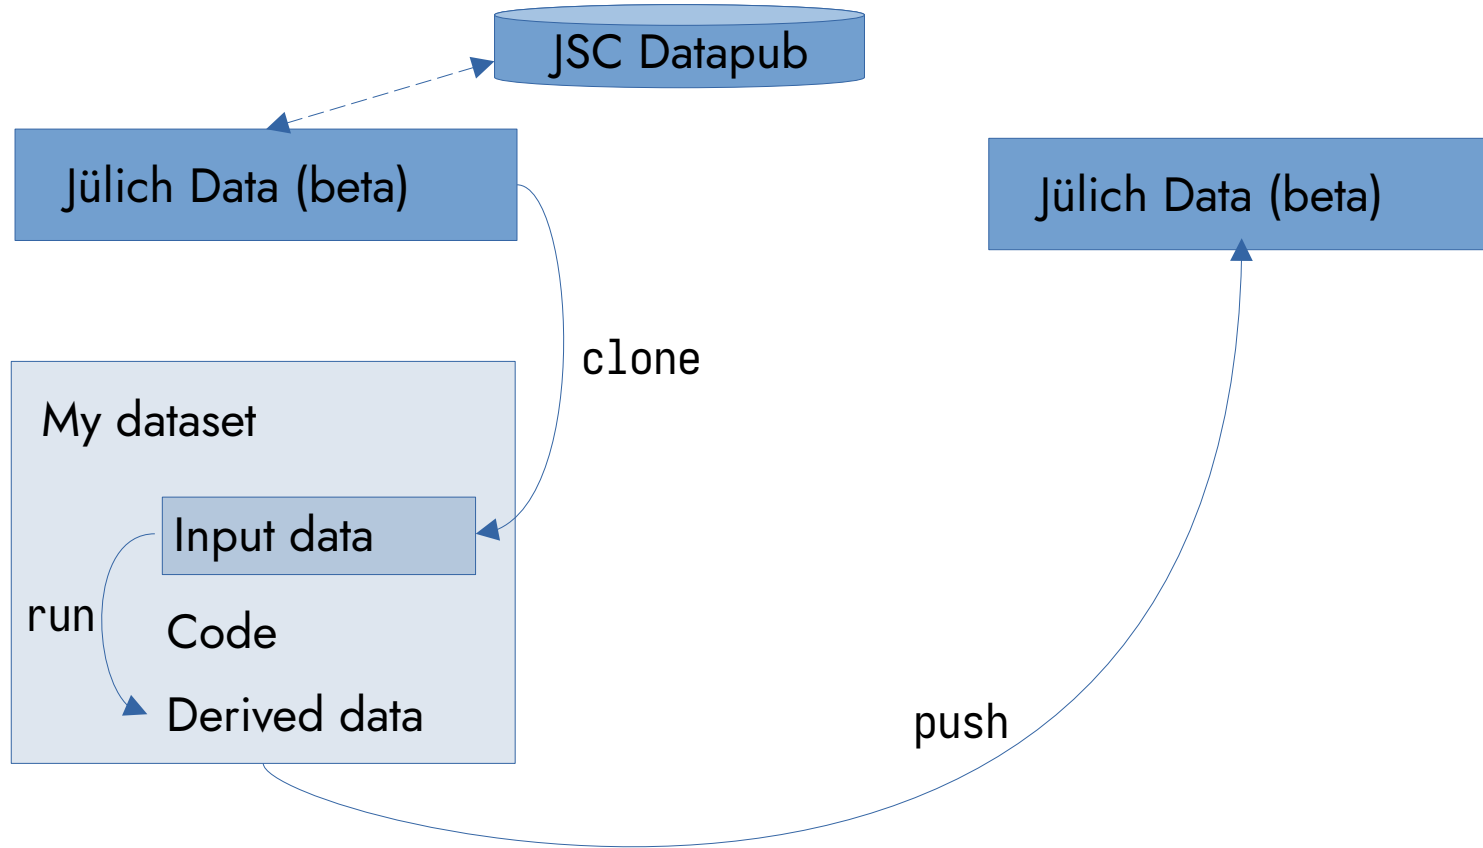 JSC Datapub
Jülich Data (beta)
Jülich Data (beta)
clone
My dataset
Input data
run
Code
Derived data
push